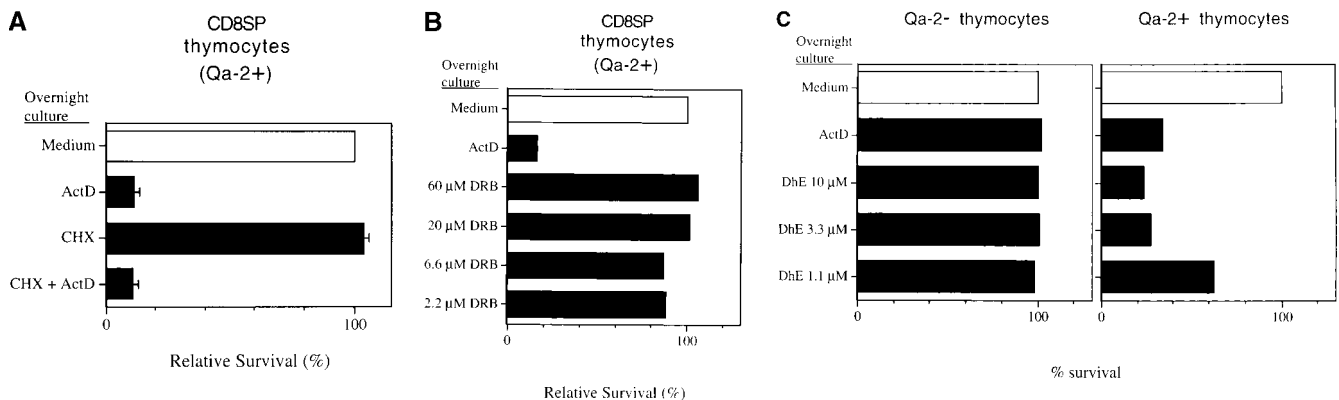 A
CD8SP
thymocytes
(Qa-2+)
Overnight
culture
Medium
ActD
CHX
CHX + ActD
0
100
Relative Survival (%)
B
CD8SP
thymocytes
(Qa-2+)
Overnight
culture
Medium
ActD
60 µM DRB
20 µM DRB
6.6 µM DRB
2.2 µM DRB
0
100
Relative Survival (%)
C
Qa-2- thymocytes
Qa-2+ thymocytes
Overnight
culture
Medium
ActD
DhE 10 µM
DhE 3.3 µM
DhE 1.1 µM
0
100
0
100
% survival